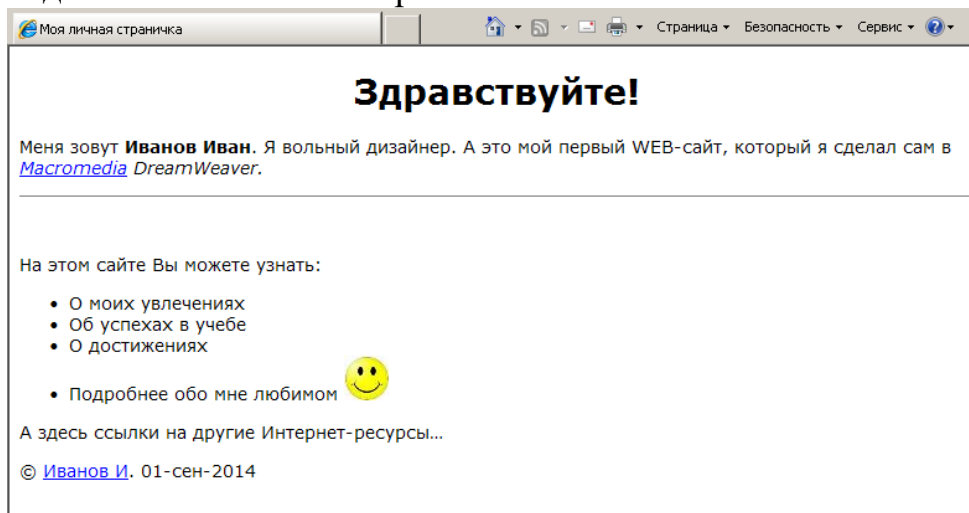 Моя личная страничка
Страница Безопасность Сервис
Здравствуйте!
Меня зовут Иванов Иван. Я вольный дизайнер. А это мой первый WEB-сайт, который я сделал сам в
Macromedia DreamWeaver.
На этом сайте Вы можете узнать:
• О моих увлечениях
• Об успехах в учебе
• О достижениях
• Подробнее обо мне любимом
А здесь ссылки на другие Интернет-ресурсы...
© Иванов И. 01-сен-2014